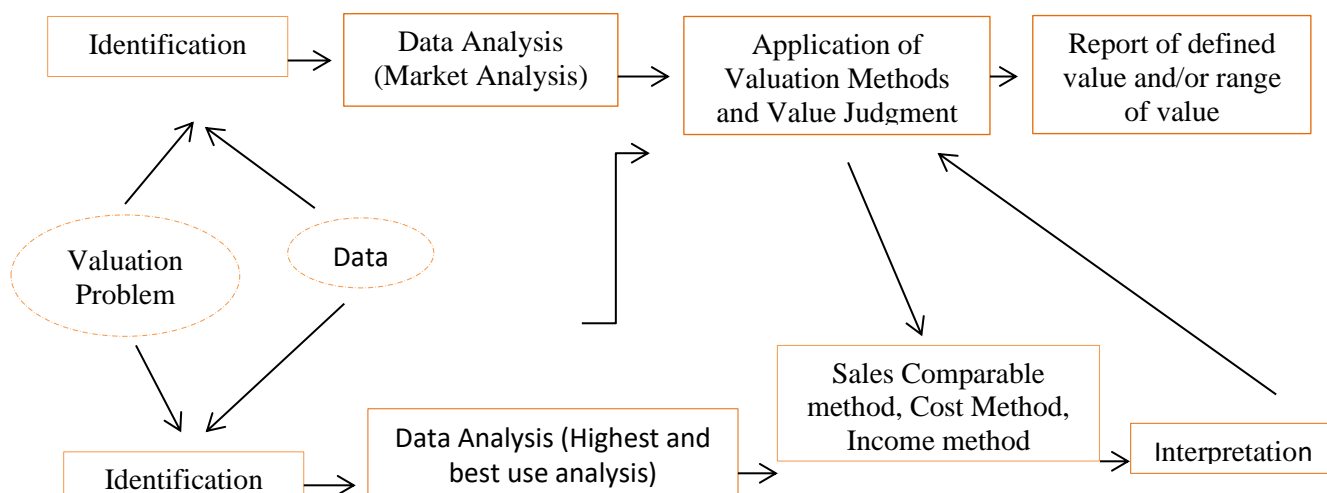 Identification
Data Analysis
(Market Analysis)
Application of
Valuation Methods
and Value Judgment
Report of defined
value and/or range
of value
Valuation
Problem
Data
Sales Comparable
method, Cost Method,
Income method
Data Analysis (Highest and
best use analysis)
Interpretation
Identification